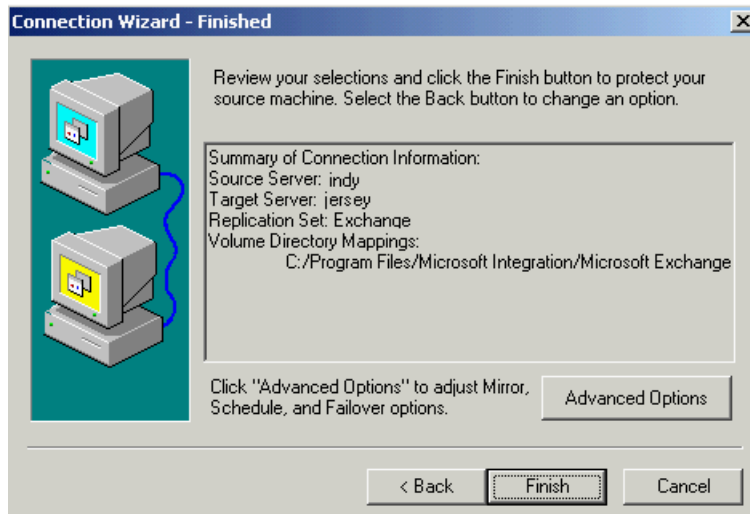 Connection Wizard - Finished
Review your selections and click the Finish button to protect your
source machine. Select the Back button to change an option.
Summary of Connection Information:
Source Server: indy
Target Server: jersey
Replication Set: Exchange
Volume Directory Mappings:
C:/Program Files/Microsoft Integration/Microsoft Exchange
Click "Advanced Options" to adjust Mirror,
Schedule, and Failover options.
Advanced Options
< Back
Finish
Cancel